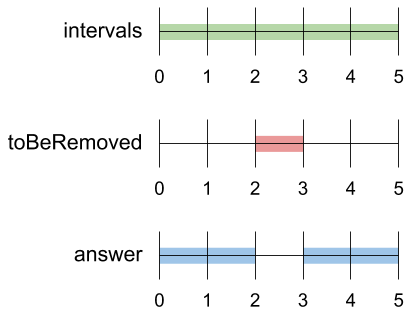 intervals
0 1 2 3 4 5
toBeRemoved
0 1 2 3 4 5
answer
0 1 2 3 4 5